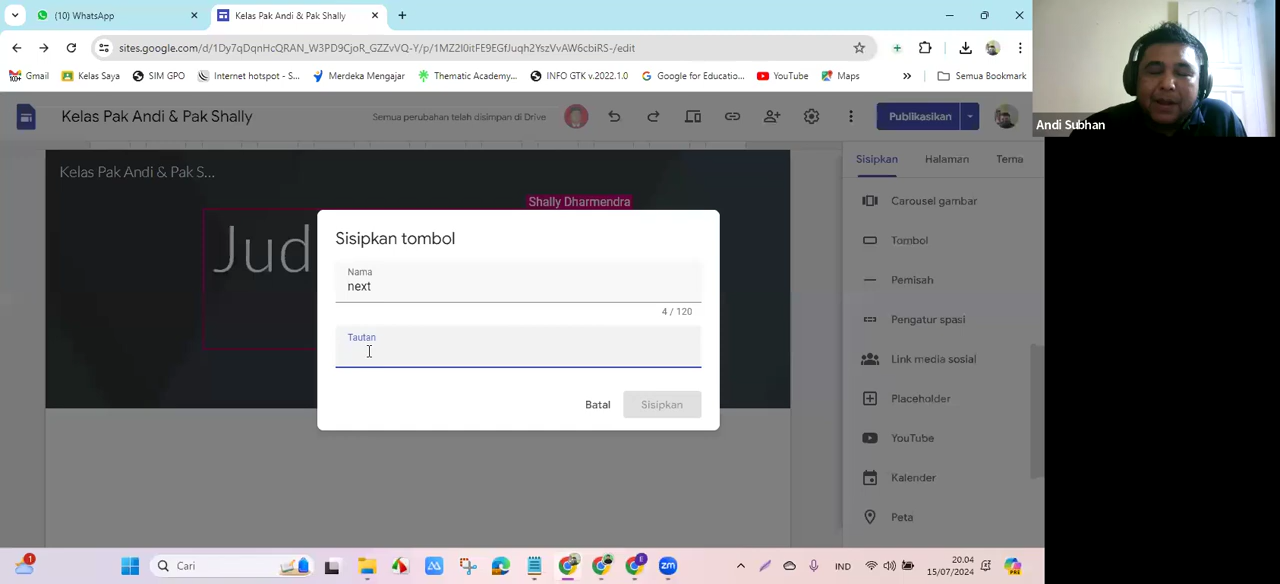 (10) WhatsApp
Kelas Pak Andi & Pak Shally
sites.google.com/d/1Dy7qDqnHcQRAN_W3PD9CjoR_GZZvVQ-Y/p/1MZ2I0itFE9EGfJuqh2YszVvAW6cbiRS-/edit
Gmail
Kelas Saya
SIM GPO
Internet hotspot - S...
Merdeka Mengajar
Thematic Academy...
INFO GTK v.2022.1.0
Google for Educatio...
YouTube
Maps
Semua Bookmark
Andi Subhan
Kelas Pak Andi & Pak Shally
Semua perubahan telah disimpan di Drive
Publikasikan
Sisipkan
Halaman
Tema
Kelas Pak Andi & Pak S...
Shally Dharmendra
Jud
Sisipkan tombol
Nama
next
4 / 120
Tautan
Batal
Sisipkan
Carousel gambar
Tombol
Pemisah
Pengatur spasi
Link media sosial
Placeholder
YouTube
Kalender
Peta
1
Cari
IND
20.04
15/07/2024